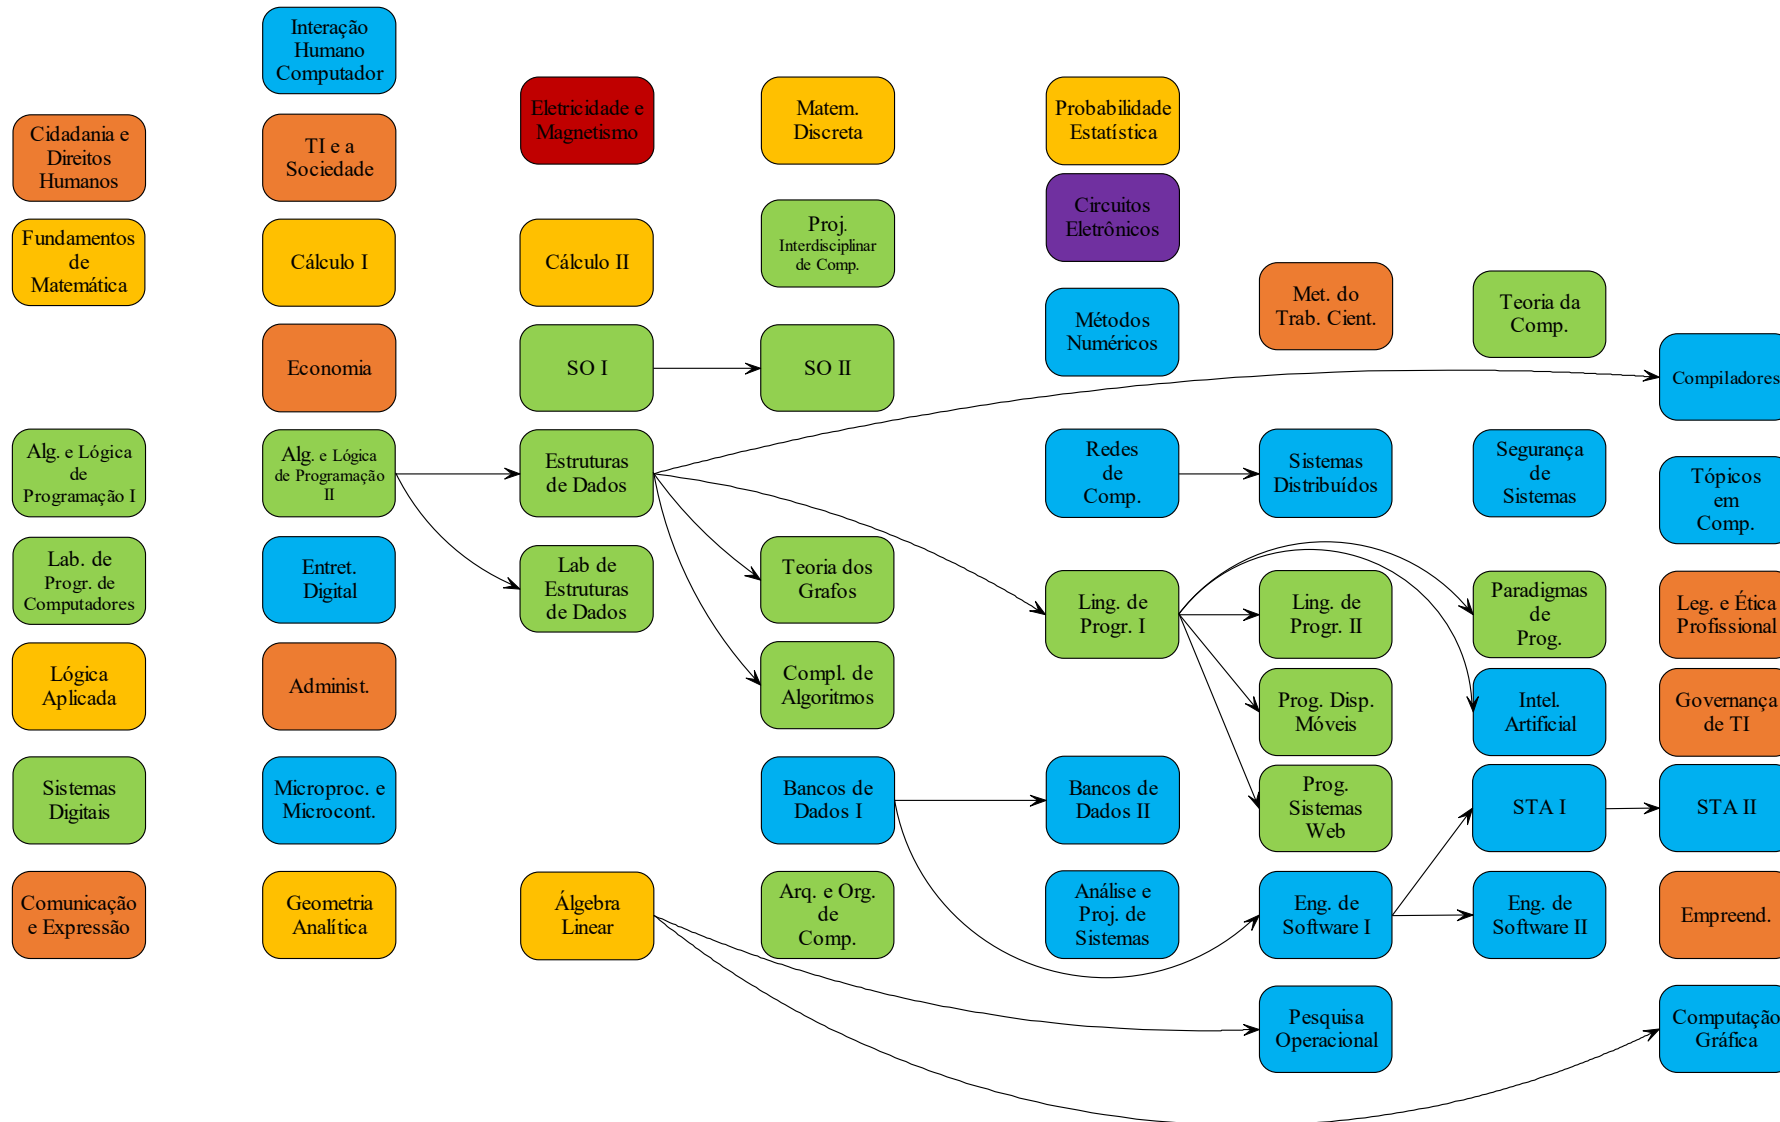 Cidadania e
Direitos
Humanos
Fundamentos
de
Matemática
Alg. e Lógica
de
Programação I
Lab. de
Progr. de
Computadores
Lógica
Aplicada
Sistemas
Digitais
Comunicação
e Expressão
Interação
Humano
Computador
TI e a
Sociedade
Cálculo I
Economia
Alg. e Lógica
de Programação
II
Entret.
Digital
Administ.
Microproc. e
Microcont.
Geometria
Analítica
Eletricidade e
Magnetismo
Cálculo II
SO I
Estruturas
de Dados
Lab de
Estruturas
de Dados
Álgebra
Linear
Matem.
Discreta
Proj.
Interdisciplinar
de Comp.
SO II
Teoria dos
Grafos
Compl. de
Algoritmos
Bancos de
Dados I
Arq. e Org.
de
Comp.
Probabilidade
Estatística
Circuitos
Eletrônicos
Métodos
Numéricos
Redes
de
Comp.
Ling. de
Progr. I
Bancos de
Dados II
Análise e
Proj. de
Sistemas
Met. do
Trab. Cient.
Sistemas
Distribuídos
Ling. de
Progr. II
Prog. Disp.
Móveis
Prog.
Sistemas
Web
Eng. de
Software I
Pesquisa
Operacional
Teoria da
Comp.
Segurança
de
Sistemas
Paradigmas
de
Prog.
Intel.
Artificial
STA I
Eng. de
Software II
Compiladores
Tópicos
em
Comp.
Leg. e Ética
Profissional
Governança
de TI
STA II
Empreend.
Computação
Gráfica